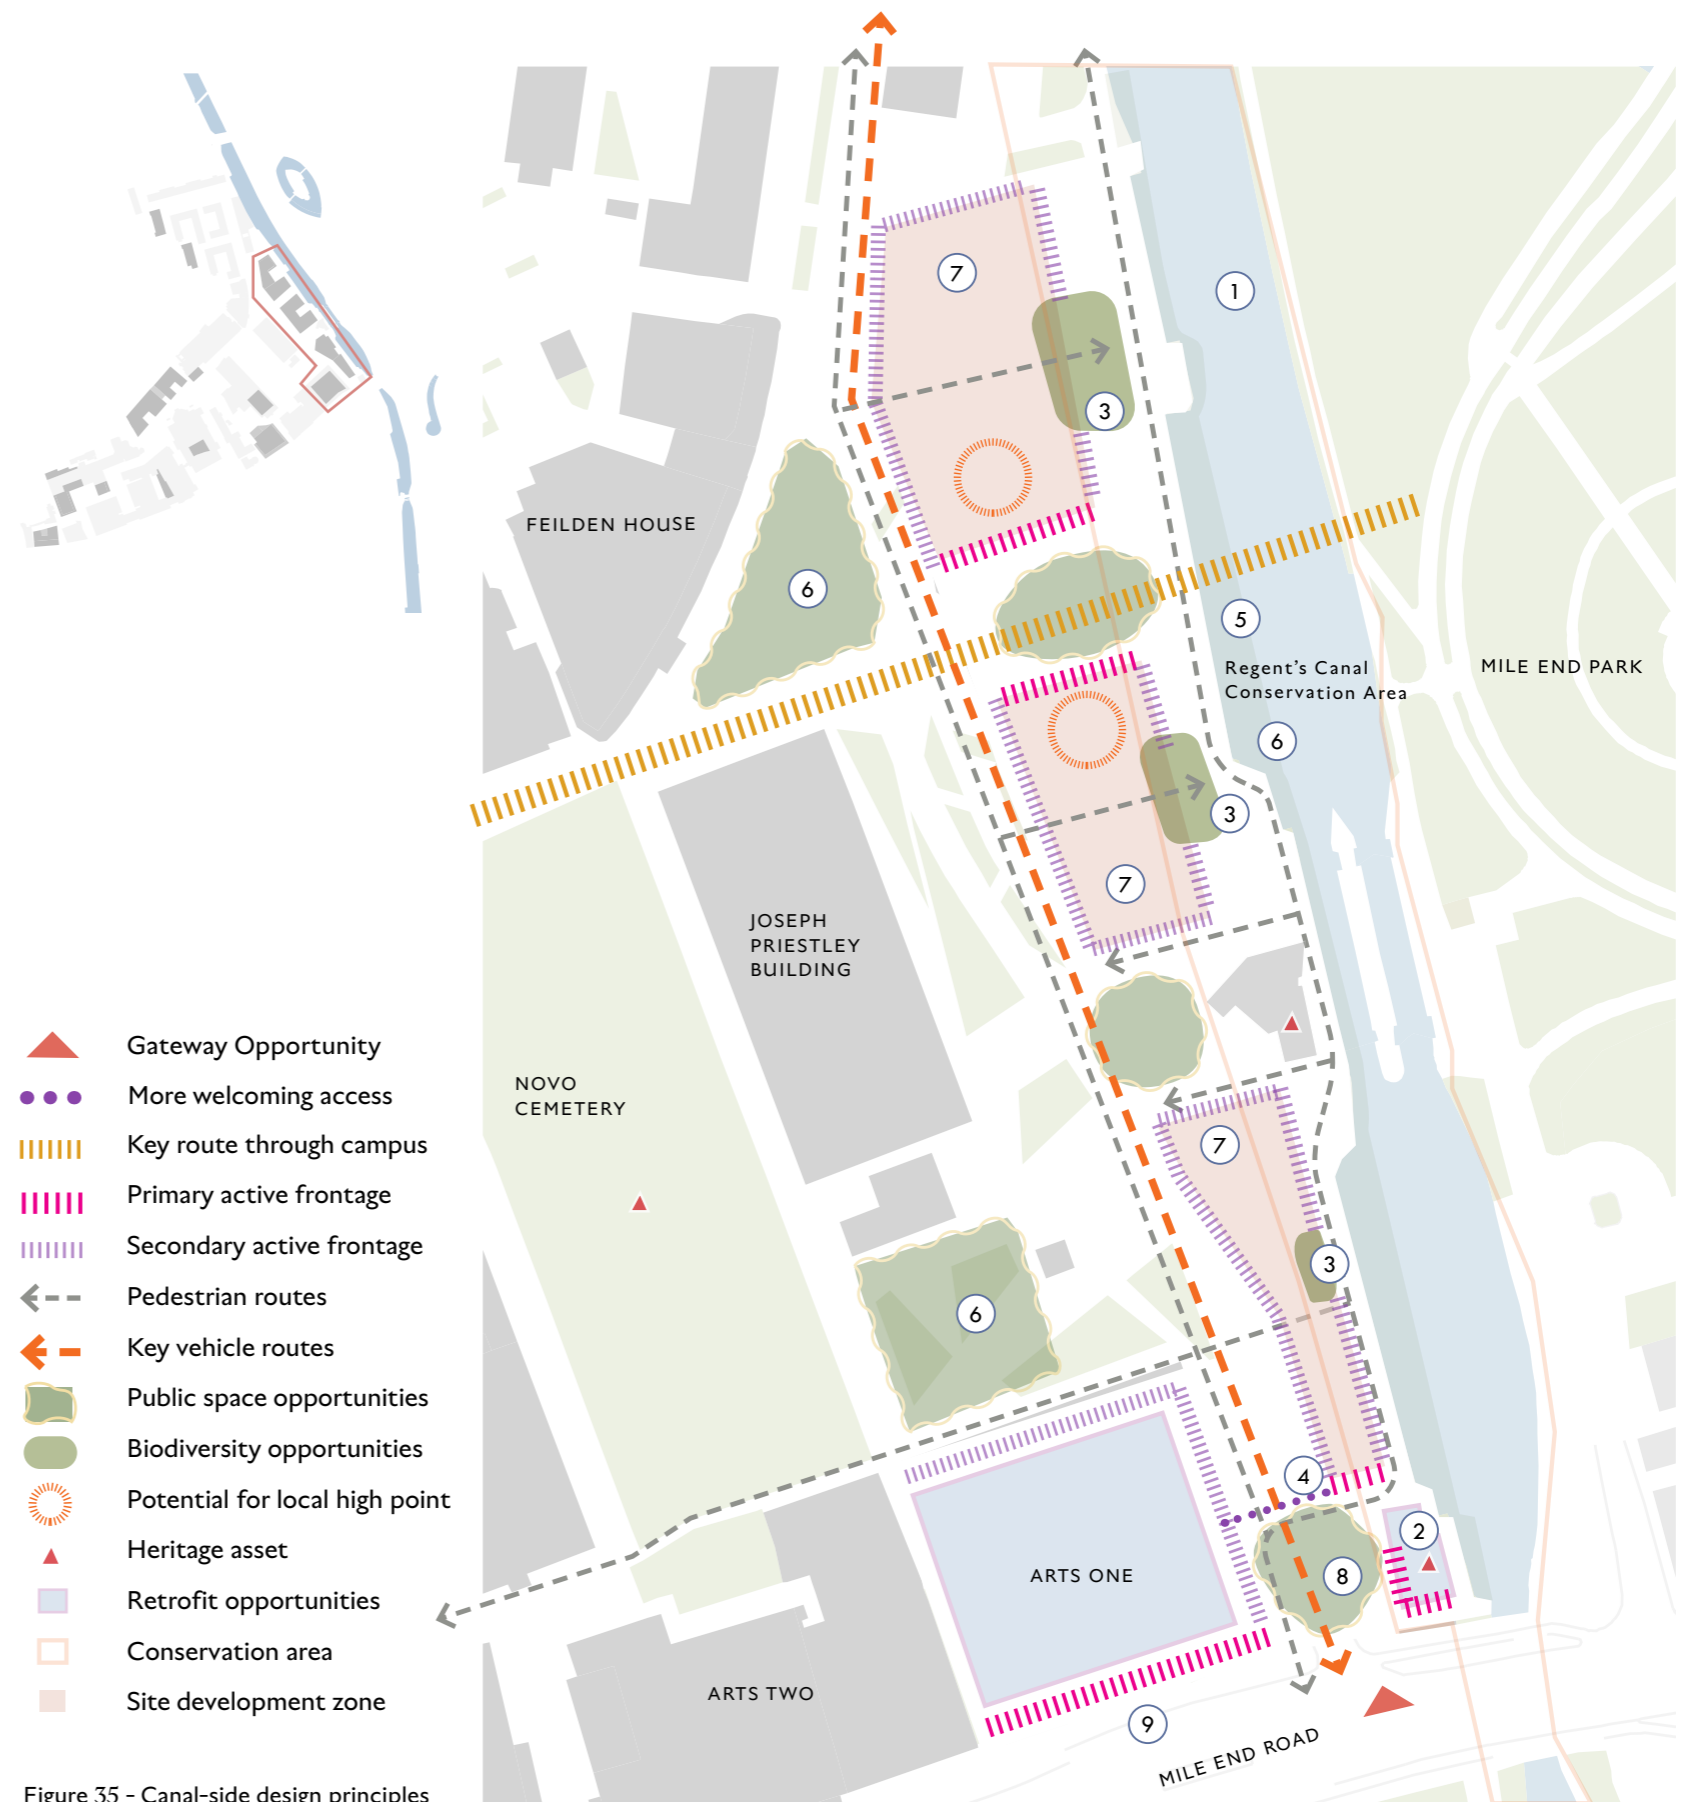 7
1
3
FEILDEN HOUSE
6
5
Regent's Canal
Conservation Area
MILE END PARK
6
3
7
JOSEPH
PRIESTLEY
BUILDING
NOVO
CEMETERY
7
3
6
4
2
ARTS ONE
8
ARTS TWO
9
MILE END ROAD
Gateway Opportunity
More welcoming access
Key route through campus
Primary active frontage
Secondary active frontage
Pedestrian routes
Key vehicle routes
Public space opportunities
Biodiversity opportunities
Potential for local high point
Heritage asset
Retrofit opportunities
Conservation area
Site development zone
Figure 35 - Canal-side design principles